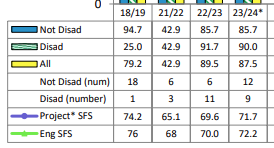 0
18/19 21/22 22/23 23/24*
Not Disad 94.7 42.9 85.7 85.7
Disad 25.0 42.9 91.7 90.0
All 79.2 42.9 89.5 87.5
Not Disad (num) 18 6 6 12
Disad (number) 1 3 11 9
Project* SFS 74.2 65.1 69.6 71.7
Eng SFS 76 68 70.0 72.2